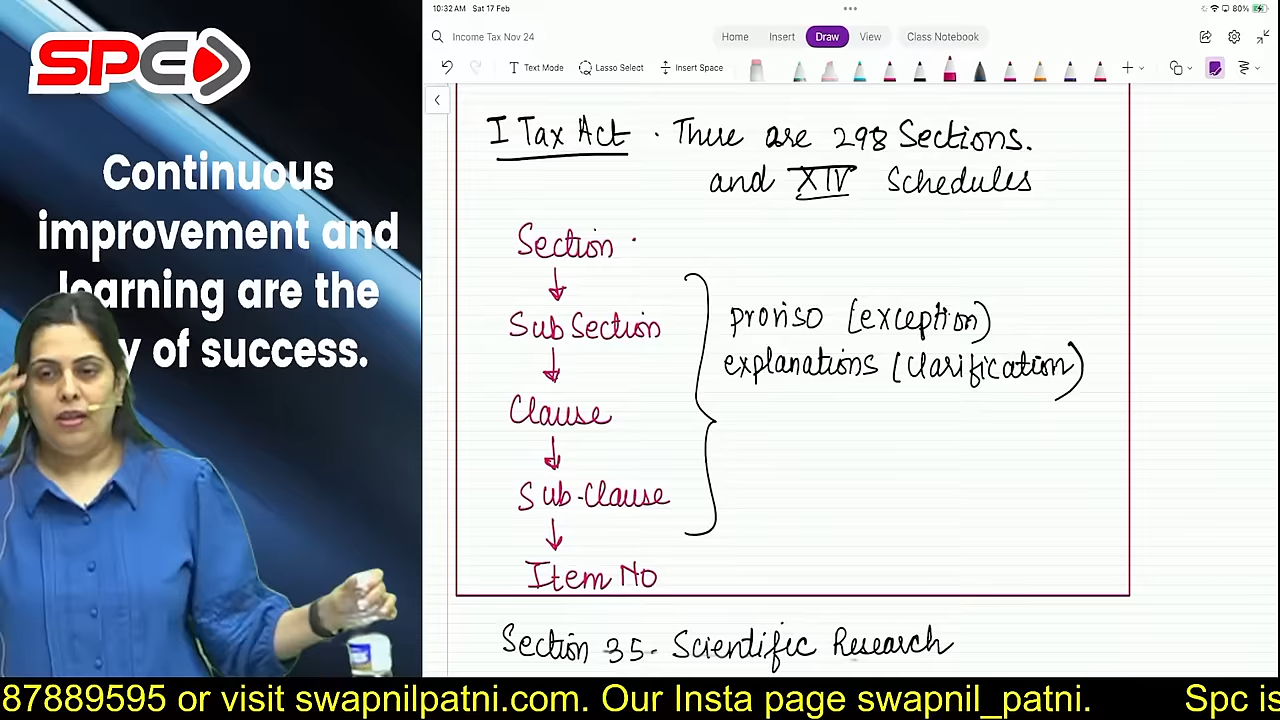 SPC
Continuous
improvement and
learning are the
y of success.
10:32 AM Sat 17 Feb
80%
Income Tax Nov 24
Home Insert Draw View Class Notebook
Text Mode Lasso Select Insert Space
I Tax Act. There are 298 Sections.
and XIV Schedules
Section
Sub Section
Clause
Sub-Clause
Item No
proviso (exception)
explanations (Clarification)
Section 35- Scientific Research
87889595 or visit swapnilpatni.com. Our Insta page swapnil_patni. Spc is